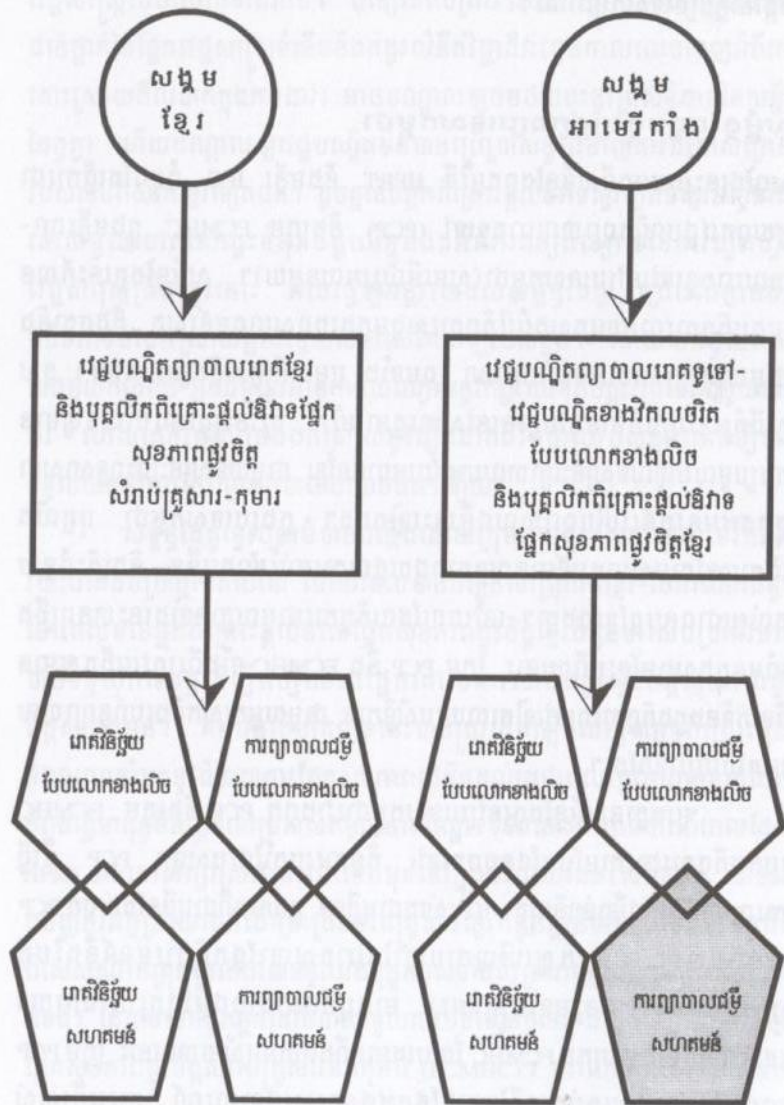 សង្គម
ខ្មែរ
សង្គម
អាមេរីកាំង
វេជ្ជបណ្ឌិតព្យាបាលរោគខ្មែរ
និងបុគ្គលិកពិគ្រោះផ្តល់ឱវាទផ្នែក
សុខភាពផ្លូវចិត្ត
សំរាប់គ្រួសារ-កុមារ
វេជ្ជបណ្ឌិតព្យាបាលរោគទូទៅ-
វេជ្ជបណ្ឌិតខាងវិកលចរិត
បែបលោកខាងលិច
និងបុគ្គលិកពិគ្រោះផ្តល់ឱវាទ
ផ្នែកសុខភាពផ្លូវចិត្តខ្មែរ
រោគវិនិច្ឆ័យ
បែបលោកខាងលិច
ការព្យាបាលជម្ងឺ
បែបលោកខាងលិច
រោគវិនិច្ឆ័យ
បែបលោកខាងលិច
ការព្យាបាលជម្ងឺ
បែបលោកខាងលិច
រោគវិនិច្ឆ័យ
សហគមន៍
ការព្យាបាលជម្ងឺ
សហគមន៍
រោគវិនិច្ឆ័យ
សហគមន៍
ការព្យាបាលជម្ងឺ
សហគមន៍